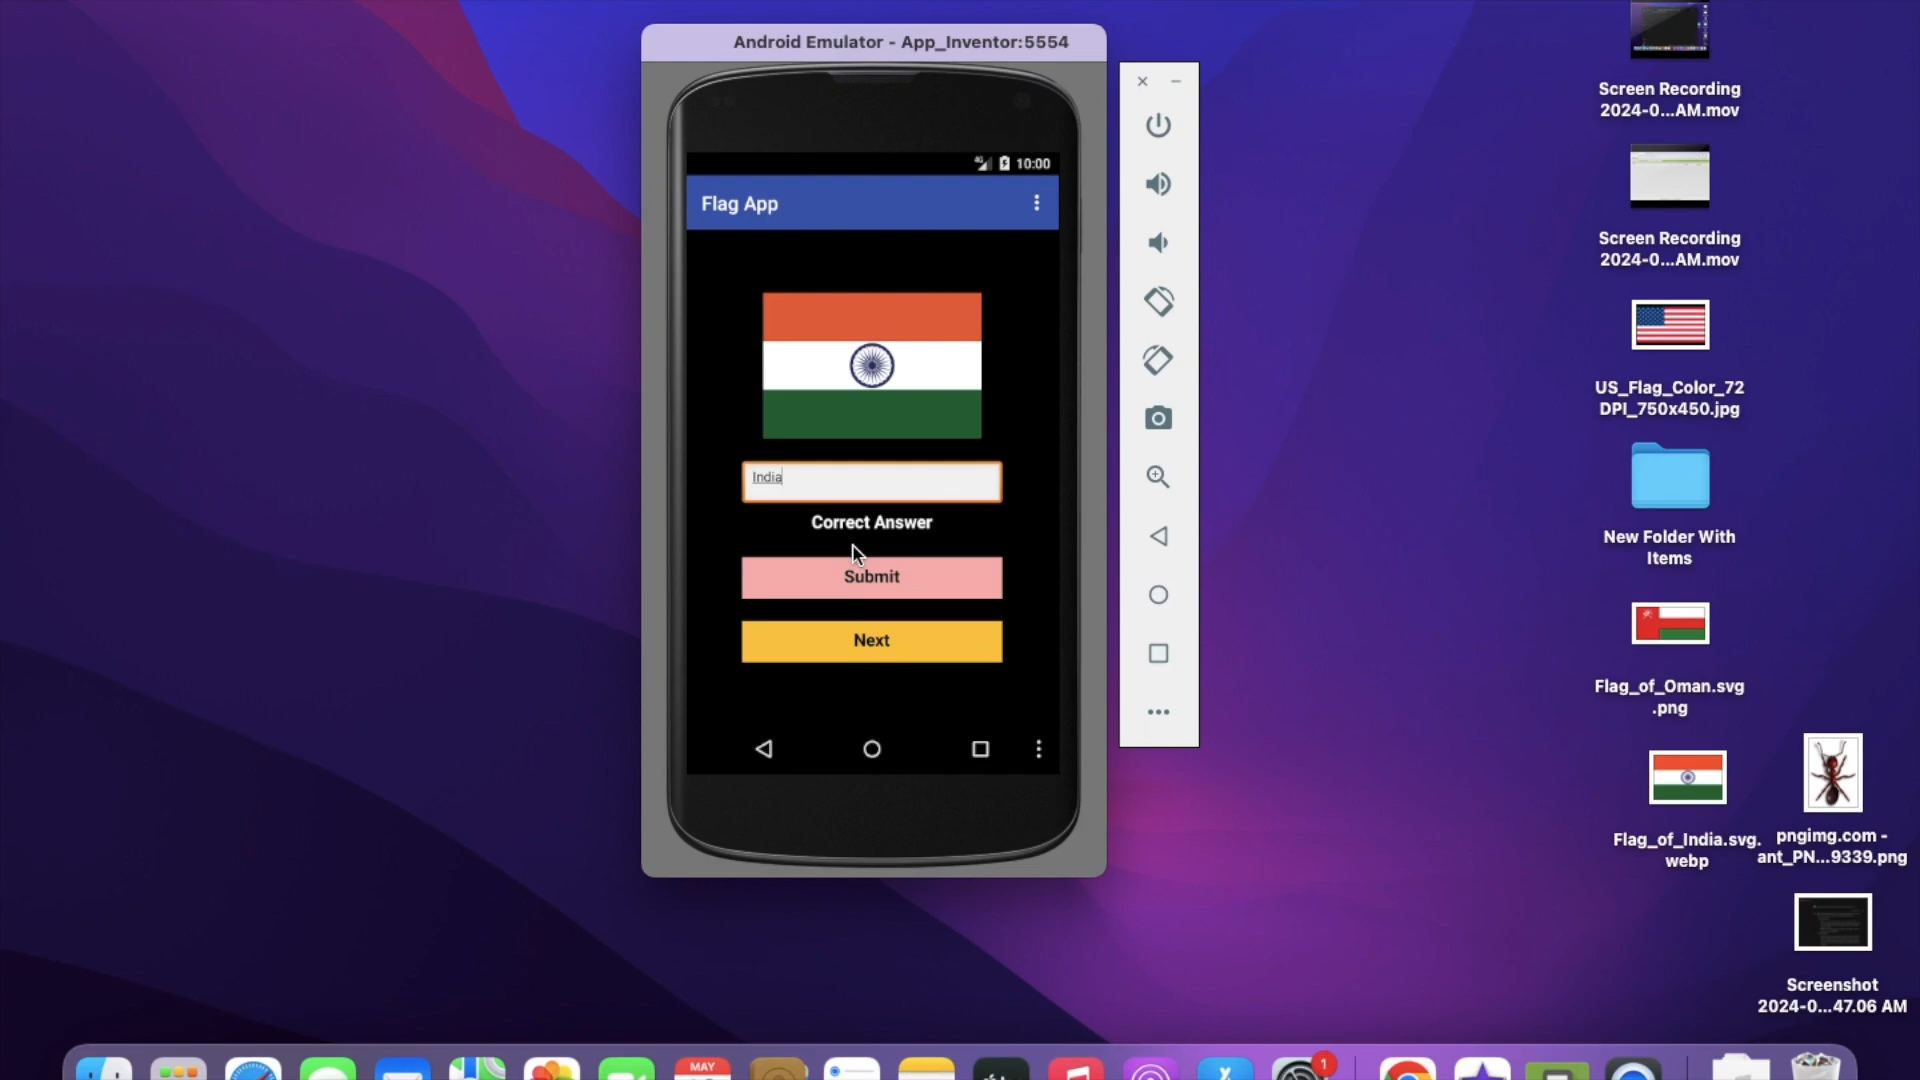 Android Emulator - App_Inventor:5554
4G 10:00
Flag App
India
Correct Answer
Submit
Next
Screen Recording
2024-0...AM.mov
Screen Recording
2024-0...AM.mov
US_Flag_Color_72
DPI_750x450.jpg
New Folder With
Items
Flag_of_Oman.svg
.png
Flag_of_India.svg.
webp
pngimg.com -
ant_PN...9339.png
Screenshot
2024-0...47.06 AM
MAY
1